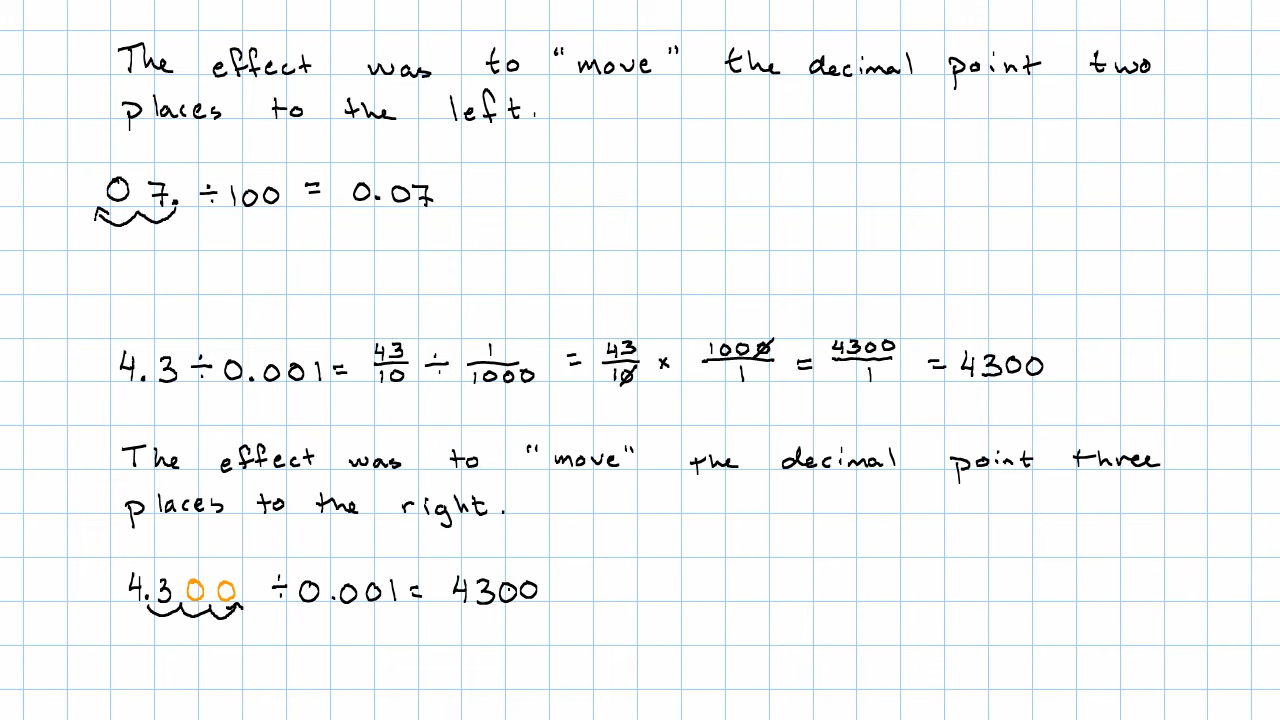 The effect was to "move" the decimal point two
places to the left.
07. ÷100 = 0.07
4.3 ÷ 0.001 = 43/10 ÷ 1/1000 = 43/10 × 1000/1 = 4300/1 = 4300
The effect was to "move" the decimal point three
places to the right.
4.300 ÷0.001 = 4300